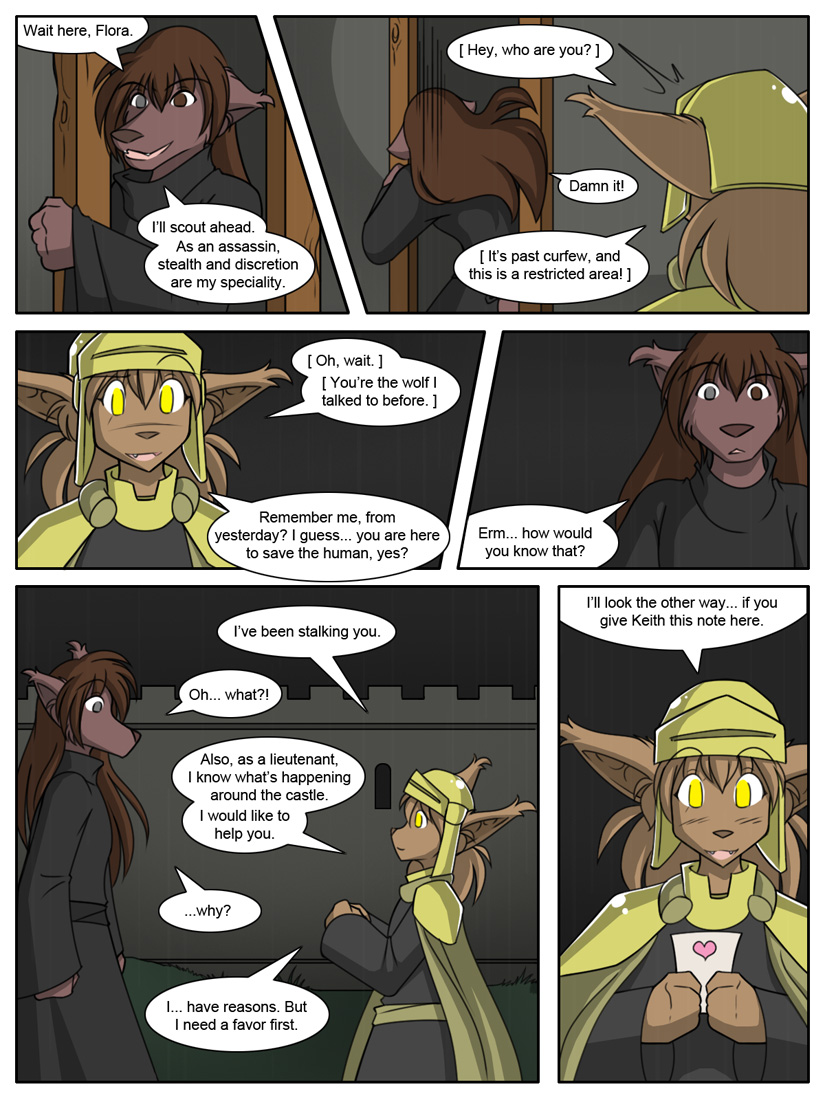 Wait here, Flora.
I'll scout ahead.
As an assassin,
stealth and discretion
are my speciality.
[ Hey, who are you? ]
Damn it!
[ It's past curfew, and
this is a restricted area! ]
[ Oh, wait. ]
[ You're the wolf I
talked to before. ]
Remember me, from
yesterday? I guess... you are here
to save the human, yes?
Erm... how would
you know that?
I've been stalking you.
Oh... what?!
Also, as a lieutenant,
I know what's happening
around the castle.
I would like to
help you.
...why?
I... have reasons. But
I need a favor first.
I'll look the other way... if you
give Keith this note here.